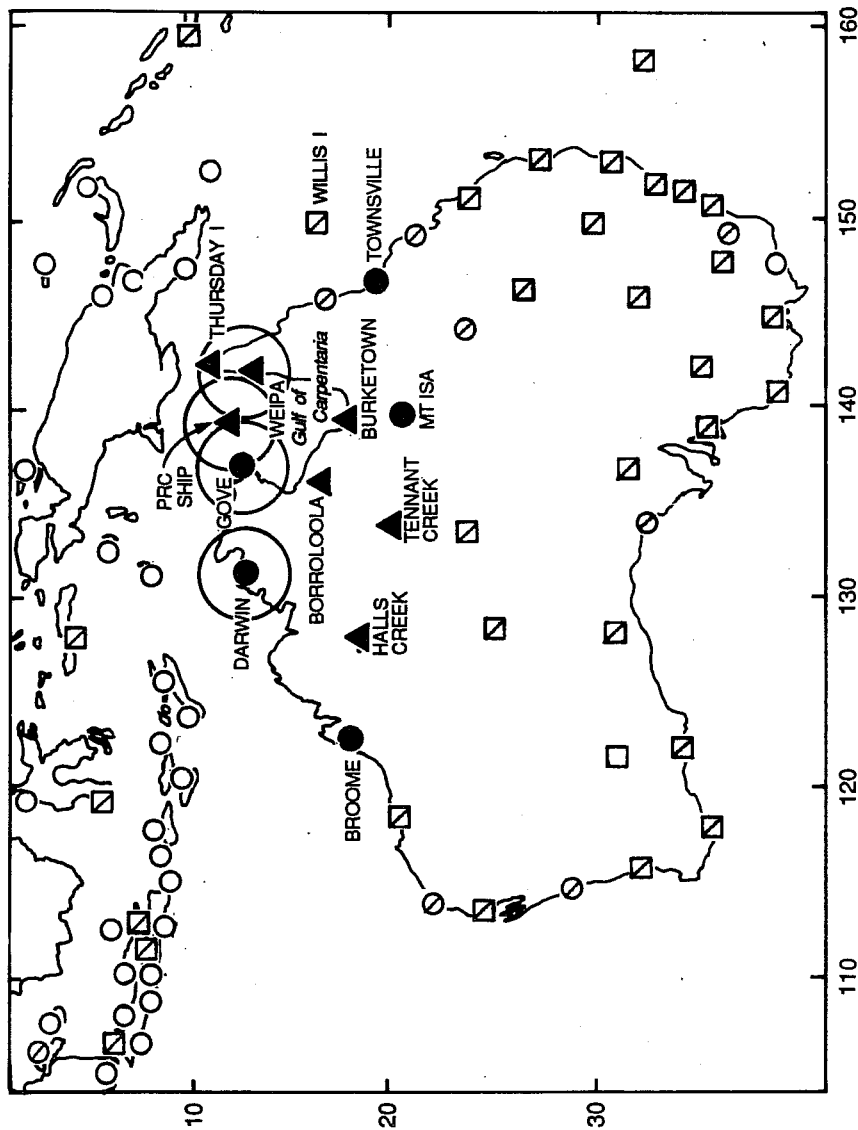 10
20
30
110
120
130
140
150
160
BROOME
DARWIN
HALLS
CREEK
BORROLOOLA
TENNANT
CREEK
GOVE
PRC
SHIP
WEIPA
Gulf of
Carpentaria
BURKETOWN
MT ISA
THURSDAY I
TOWNSVILLE
WILLIS I